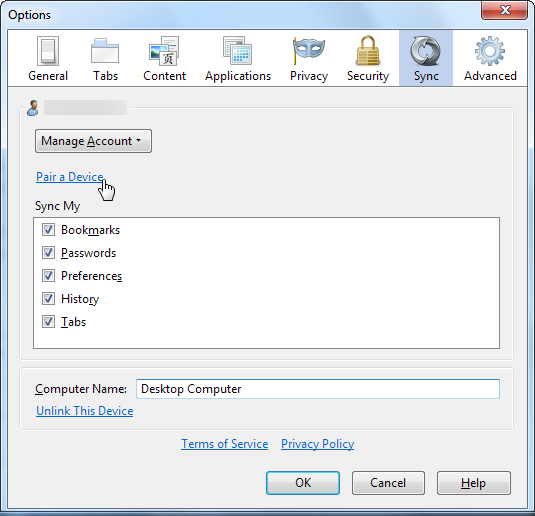 Options
General Tabs Content Applications Privacy Security Sync Advanced
Manage Account
Pair a Device
Sync My
Bookmarks
Passwords
Preferences
History
Tabs
Computer Name: Desktop Computer
Unlink This Device
Terms of Service Privacy Policy
OK Cancel Help